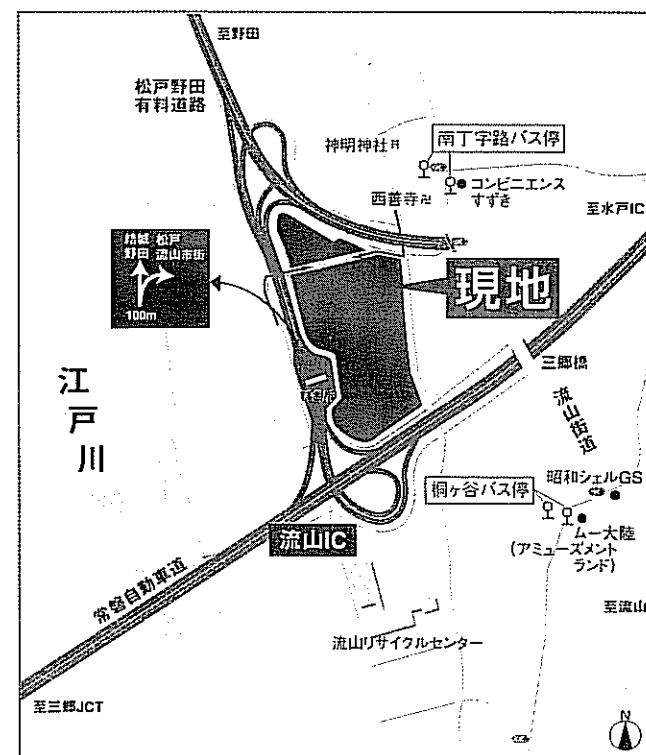 至野田
松戸野田
有料道路
神明神社
南丁字路バス停
コンビニエンス
すずき
西善寺卍
至水戸IC
結城 松戸
野田 流山市街
100m
現地
三郷橋
江戸川
流山街道
昭和シェルGS
桐ヶ谷バス停
ムー大陸
(アミューズメント
ランド)
流山IC
常磐自動車道
至流山
流山リサイクルセンター
至三郷JCT
N